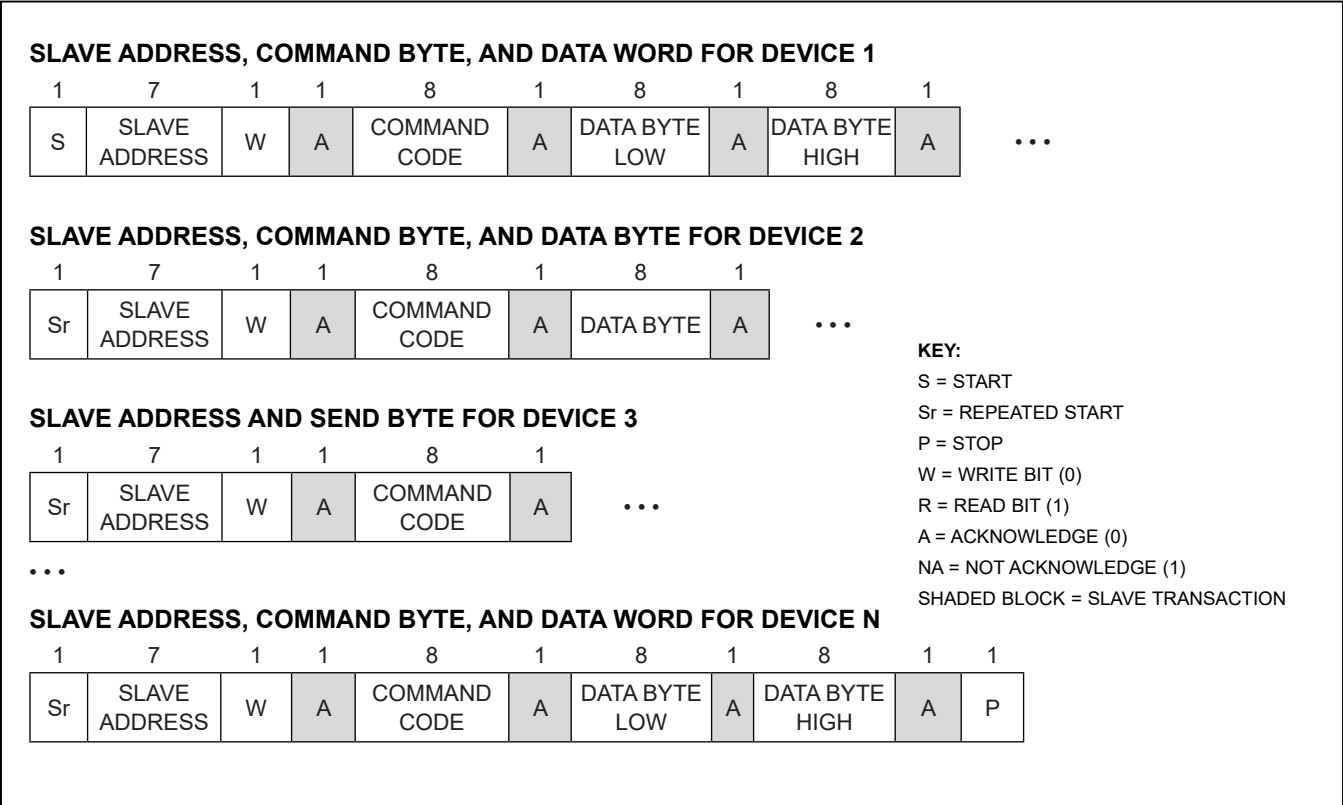 SLAVE ADDRESS, COMMAND BYTE, AND DATA WORD FOR DEVICE 1
1 7 1 1 8 1 8 1 8 1
S SLAVE ADDRESS W A COMMAND CODE A DATA BYTE LOW A DATA BYTE HIGH A • • •
SLAVE ADDRESS, COMMAND BYTE, AND DATA BYTE FOR DEVICE 2
1 7 1 1 8 1 8 1
Sr SLAVE ADDRESS W A COMMAND CODE A DATA BYTE A • • •
SLAVE ADDRESS AND SEND BYTE FOR DEVICE 3
1 7 1 1 8 1
Sr SLAVE ADDRESS W A COMMAND CODE A • • •
• • •
SLAVE ADDRESS, COMMAND BYTE, AND DATA WORD FOR DEVICE N
1 7 1 1 8 1 8 1 8 1 1
Sr SLAVE ADDRESS W A COMMAND CODE A DATA BYTE LOW A DATA BYTE HIGH A P
KEY:
S = START
Sr = REPEATED START
P = STOP
W = WRITE BIT (0)
R = READ BIT (1)
A = ACKNOWLEDGE (0)
NA = NOT ACKNOWLEDGE (1)
SHADED BLOCK = SLAVE TRANSACTION